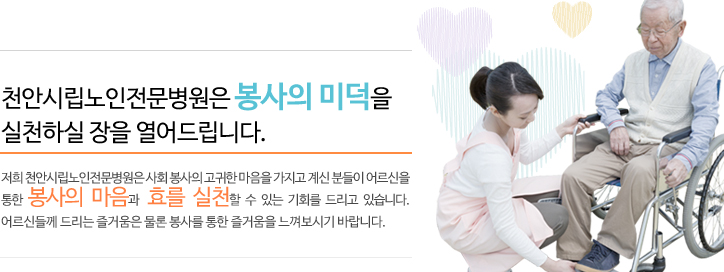 천안시립노인전문병원은 봉사의 미덕을
실천하실 장을 열어드립니다.
저희 천안시립노인전문병원은 사회 봉사의 고귀한 마음을 가지고 계신 분들이 어르신을
통한 봉사의 마음과 효를 실천할 수 있는 기회를 드리고 있습니다.
어르신들께 드리는 즐거움은 물론 봉사를 통한 즐거움을 느껴보시기 바랍니다.